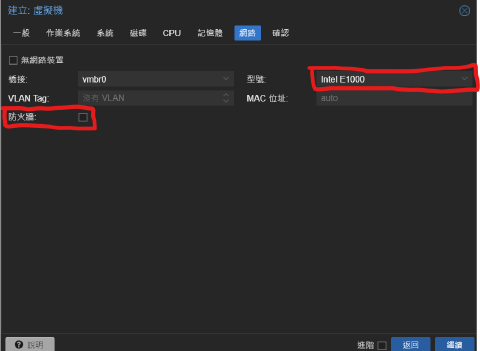 建立: 虛擬機
一般 作業系統 系統 磁碟 CPU 記憶體 網路 確認
無網路裝置
橋接: vmbr0 型號: Intel E1000
VLAN Tag: 沒有 VLAN MAC 位址: auto
防火牆:
說明 進階 返回 繼續